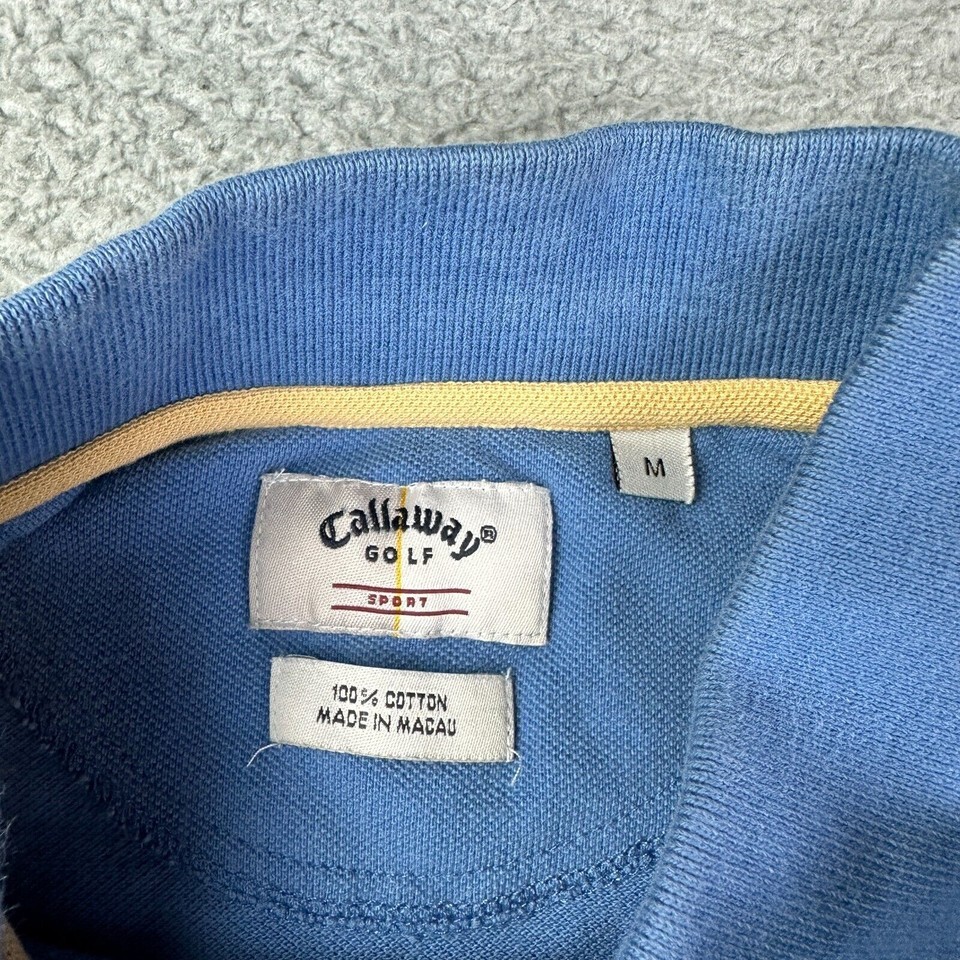 M
Callaway®
GOLF
SPORT
100% COTTON
MADE IN MACAU